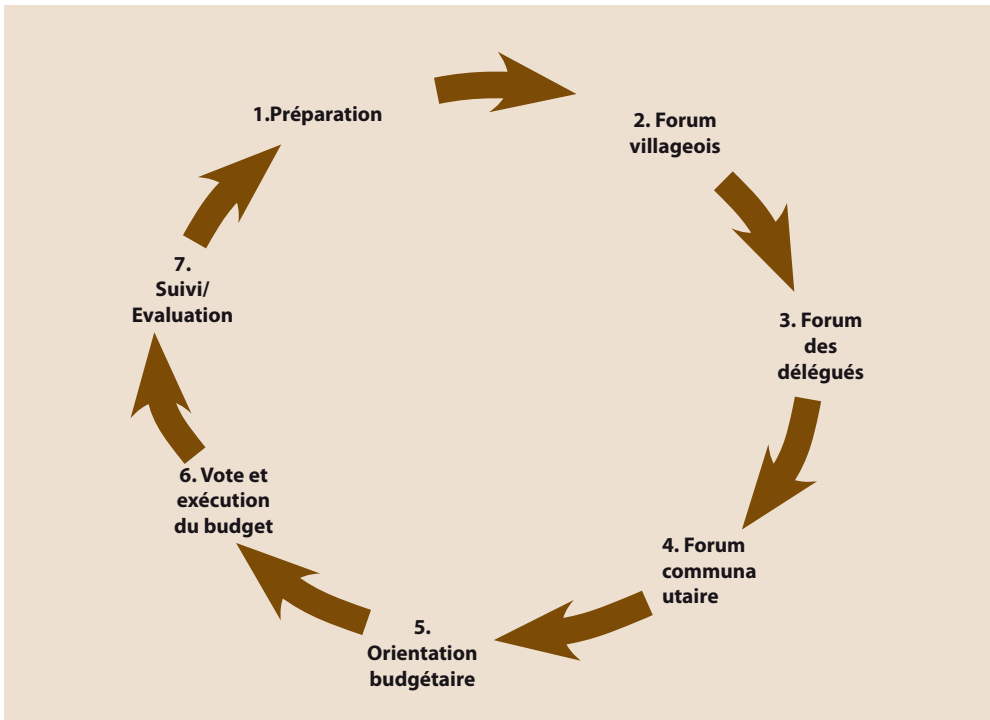 1.Préparation
2. Forum
villageois
3. Forum
des
délégués
4. Forum
communa
utaire
5.
Orientation
budgétaire
6. Vote et
exécution
du budget
7.
Suivi/
Evaluation